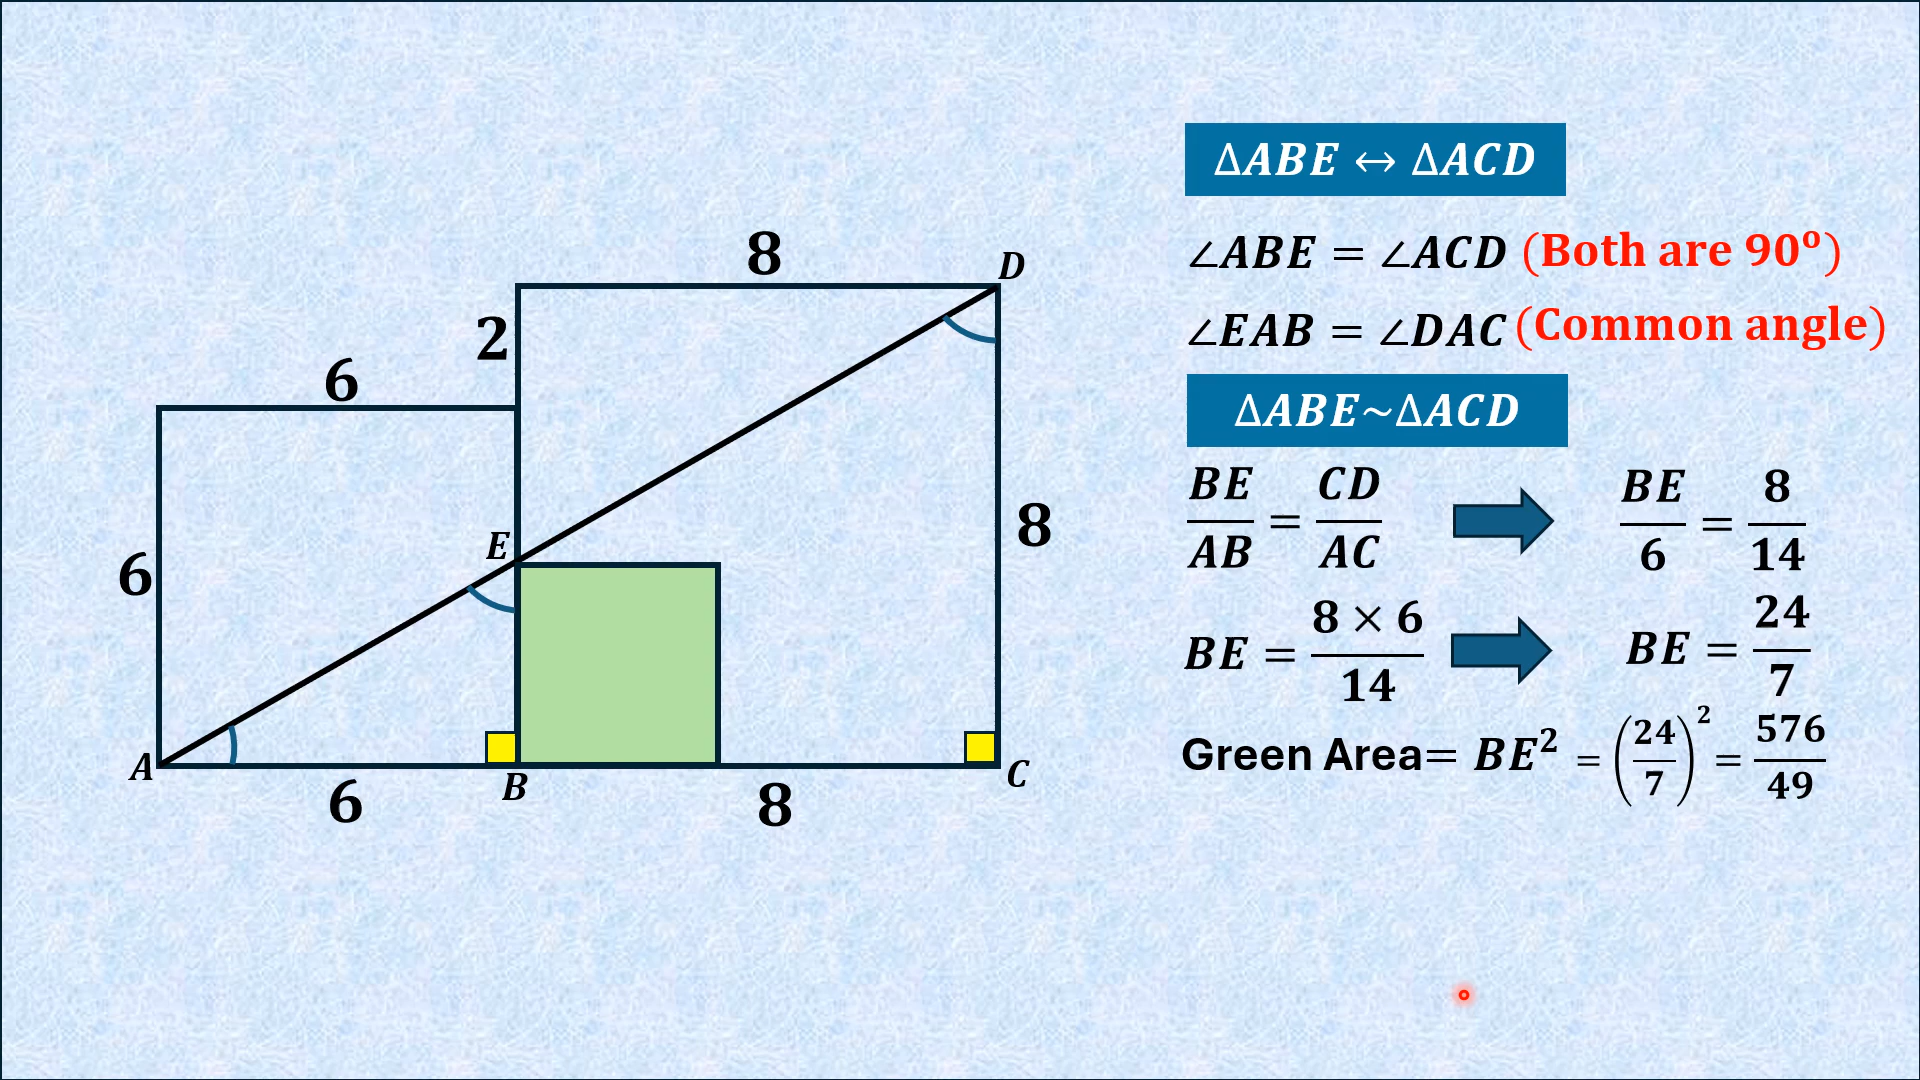 8
D
2
6
E
6
8
A
B
C
6
8
ΔABE ↔ ΔACD
∠ABE = ∠ACD (Both are 90º)
∠EAB = ∠DAC (Common angle)
ΔABE~ΔACD
BE/AB = CD/AC
BE/6 = 8/14
BE = 8 × 6/14
BE = 24/7
Green Area= BE² = (24/7)² = 576/49